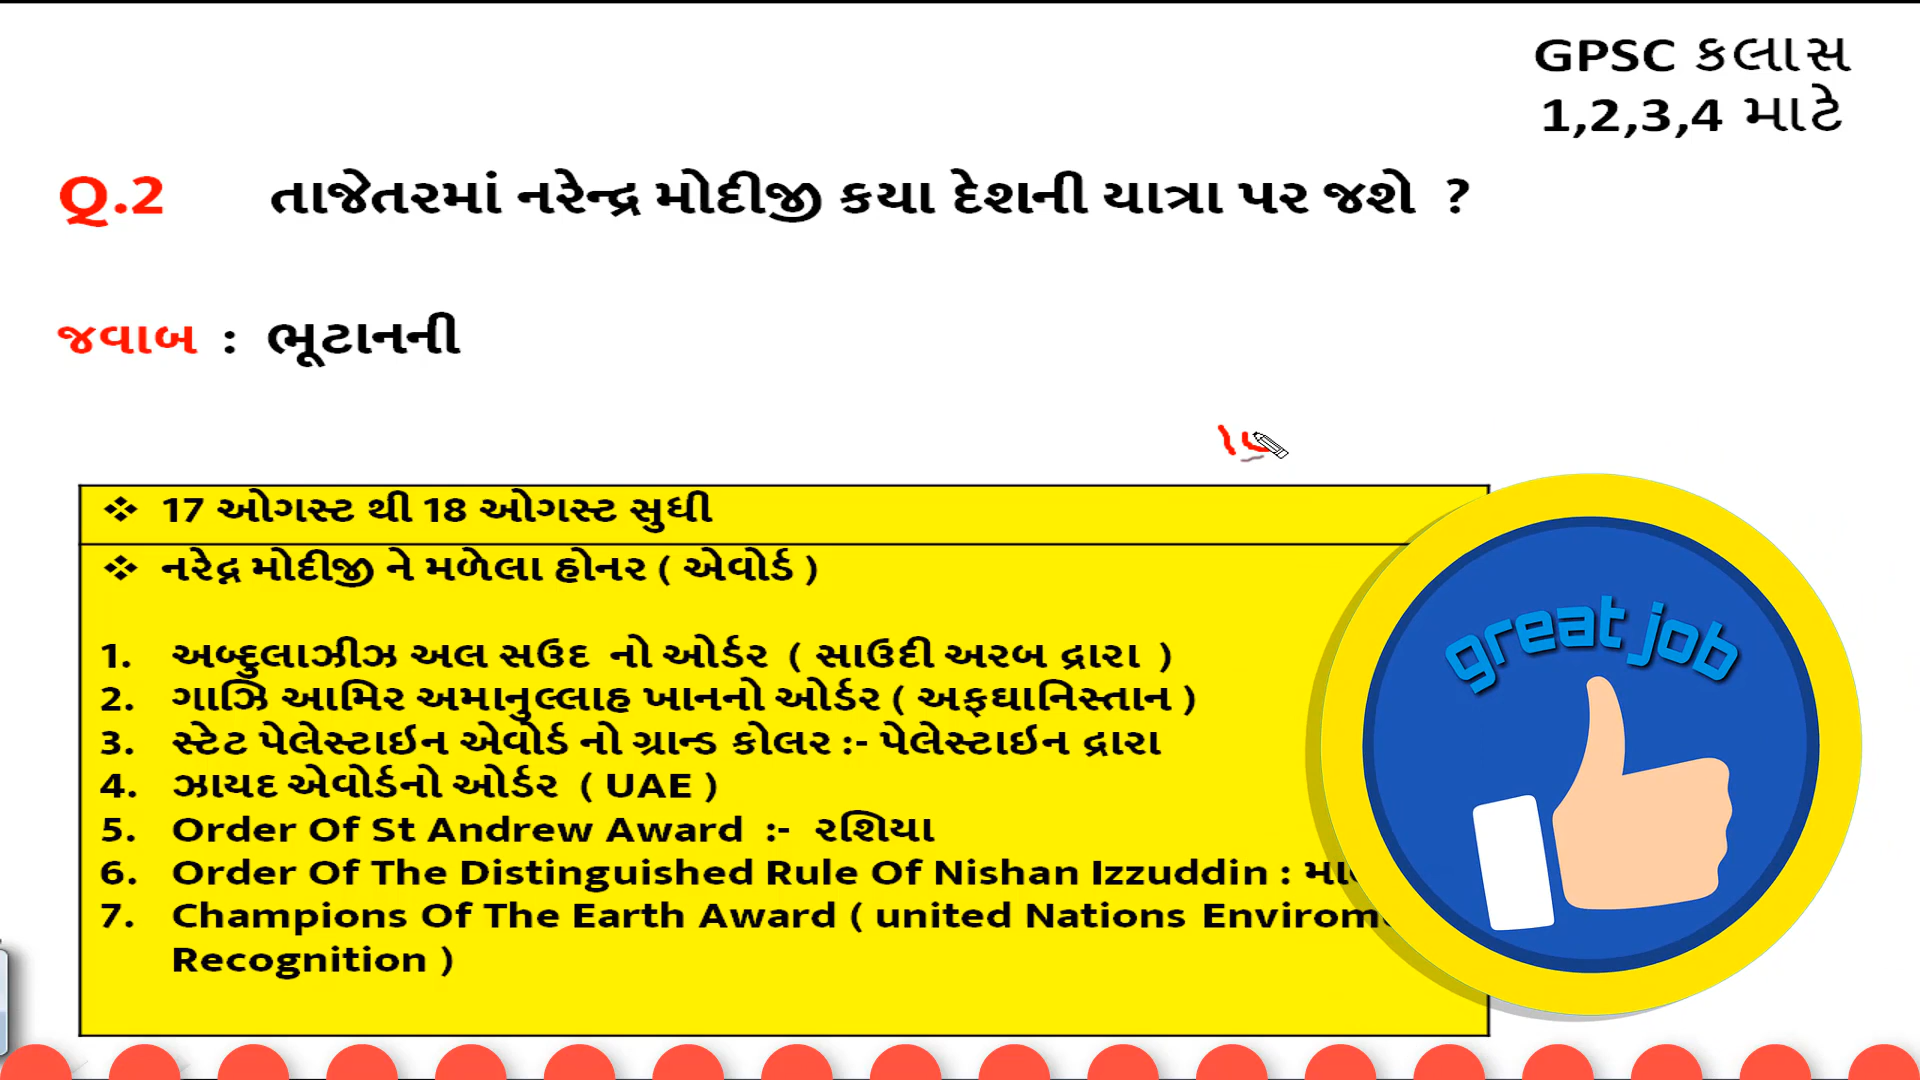 GPSC કલાસ
1,2,3,4 માટે
Q.2 તાજેતરમાં નરેન્દ્ર મોદીજી કયા દેશની યાત્રા પર જશે ?
જવાબ : ભૂટાનની
❖ 17 ઓગસ્ટ થી 18 ઓગસ્ટ સુધી
❖ નરેદ્ર મોદીજી ને મળેલા હોનર ( એવોર્ડ )
1. અબ્દુલાઝીઝ અલ સઉદ નો ઓર્ડર ( સાઉદી અરબ દ્રારા )
2. ગાઝિ આમિર અમાનુલ્લાહ ખાનનો ઓર્ડર ( અફઘાનિસ્તાન )
3. સ્ટેટ પેલેસ્ટાઇન એવોર્ડ નો ગ્રાન્ડ કોલર :- પેલેસ્ટાઇન દ્રારા
4. ઝાયદ એવોર્ડનો ઓર્ડર ( UAE )
5. Order Of St Andrew Award :- રશિયા
6. Order Of The Distinguished Rule Of Nishan Izzuddin :
7. Champions Of The Earth Award ( united Nations
Recognition )
great job